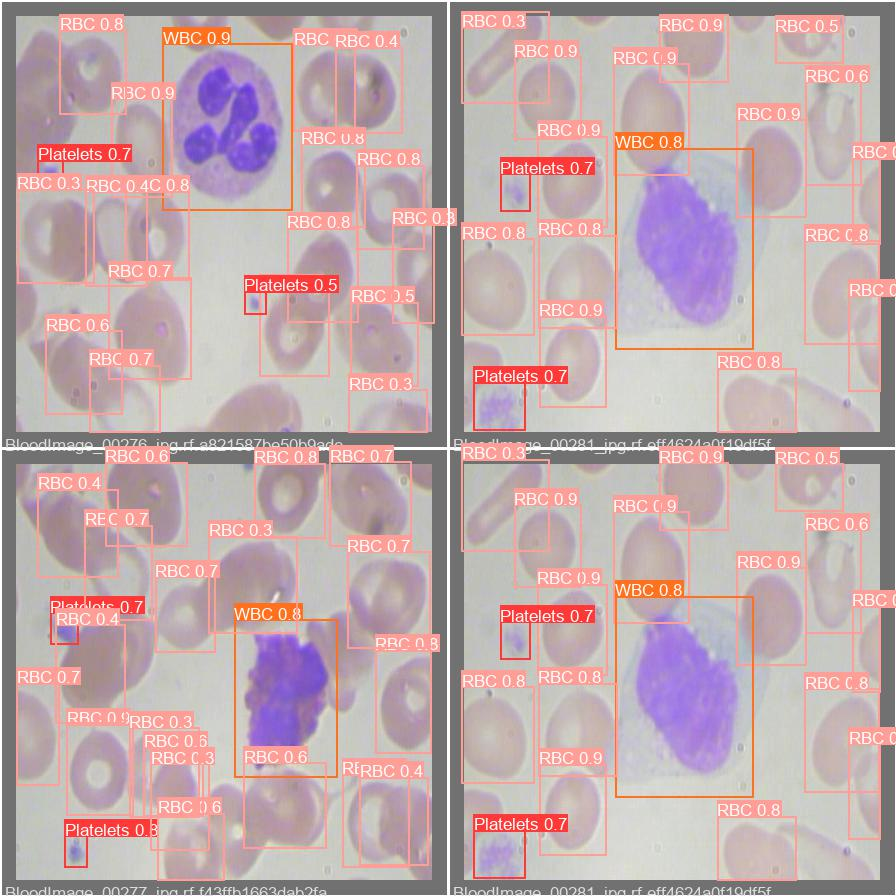 RBC 0.8
WBC 0.9
RBC 0.4
RBC 0.9
RBC 0.8
Platelets 0.7
RBC 0.8
RBC 0.3
RBC 0.4
C 0.8
RBC 0.3
RBC 0.8
RBC 0.7
Platelets 0.5
RBC 0.5
RBC 0.6
RBC 0.7
RBC 0.3
RBC 0.3
RBC 0.9
RBC 0.5
RBC 0.9
RBC 0.9
RBC 0.6
RBC 0.9
RBC 0.9
WBC 0.8
Platelets 0.7
RBC 0.8
RBC 0.8
RBC 0.8
RBC 0.9
Platelets 0.7
RBC 0.8
BloodImage_00276_jpg.rf.a821587be50b9ade
BloodImage_00281_jpg.rf.eff4624a0f19df5f
RBC 0.6
RBC 0.8
RBC 0.7
RBC 0.4
RBC 0.7
RBC 0.3
RBC 0.7
RBC 0.7
Platelets 0.7
WBC 0.8
RBC 0.4
RBC 0.8
RBC 0.7
RBC 0.9
RBC 0.3
RBC 0.6
RBC 0.3
RBC 0.6
RBC 0.4
RBC 0.6
Platelets 0.8
RBC 0.3
RBC 0.9
RBC 0.5
RBC 0.9
RBC 0.9
RBC 0.6
RBC 0.9
RBC 0.9
WBC 0.8
Platelets 0.7
RBC 0.8
RBC 0.8
RBC 0.8
RBC 0.9
Platelets 0.7
RBC 0.8
BloodImage_00277_jpg.rf.f43ffb1663dab2fa
BloodImage_00281_jpg.rf.eff4624a0f19df5f